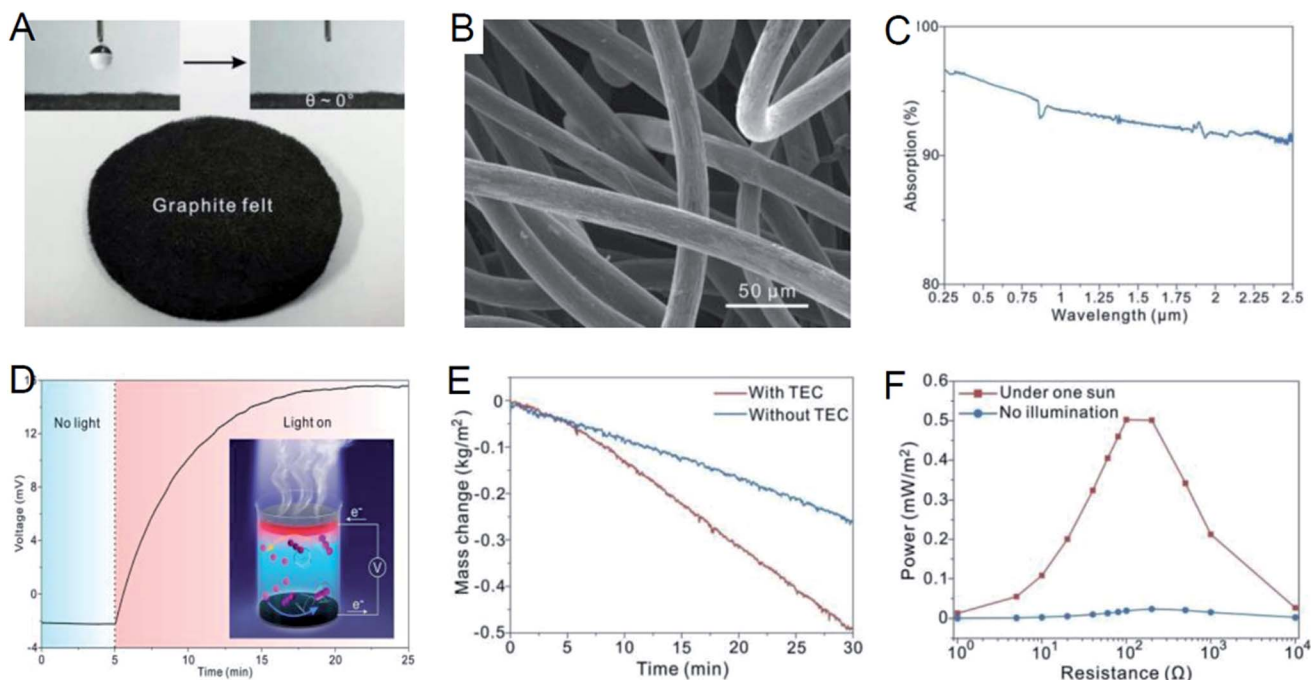 A
θ ~ 0°
Graphite felt
B
50 μm
C
100
90
80
Absorption (%)
0.25 0.5 0.75 1 1.25 1.5 1.75 2 2.25 2.5
Wavelength (μm)
D
16
12
8
4
0
-4
Voltage (mV)
No light
Light on
e⁻
V
e⁻
0 5 10 15 20 25
Time (min)
E
With TEC
Without TEC
0
-0.1
-0.2
-0.3
-0.4
-0.5
Mass change (kg/m²)
0 5 10 15 20 25 30
Time (min)
F
Under one sun
No illumination
0.6
0.5
0.4
0.3
0.2
0.1
0
Power (mW/m²)
10⁰ 10¹ 10² 10³ 10⁴
Resistance (Ω)